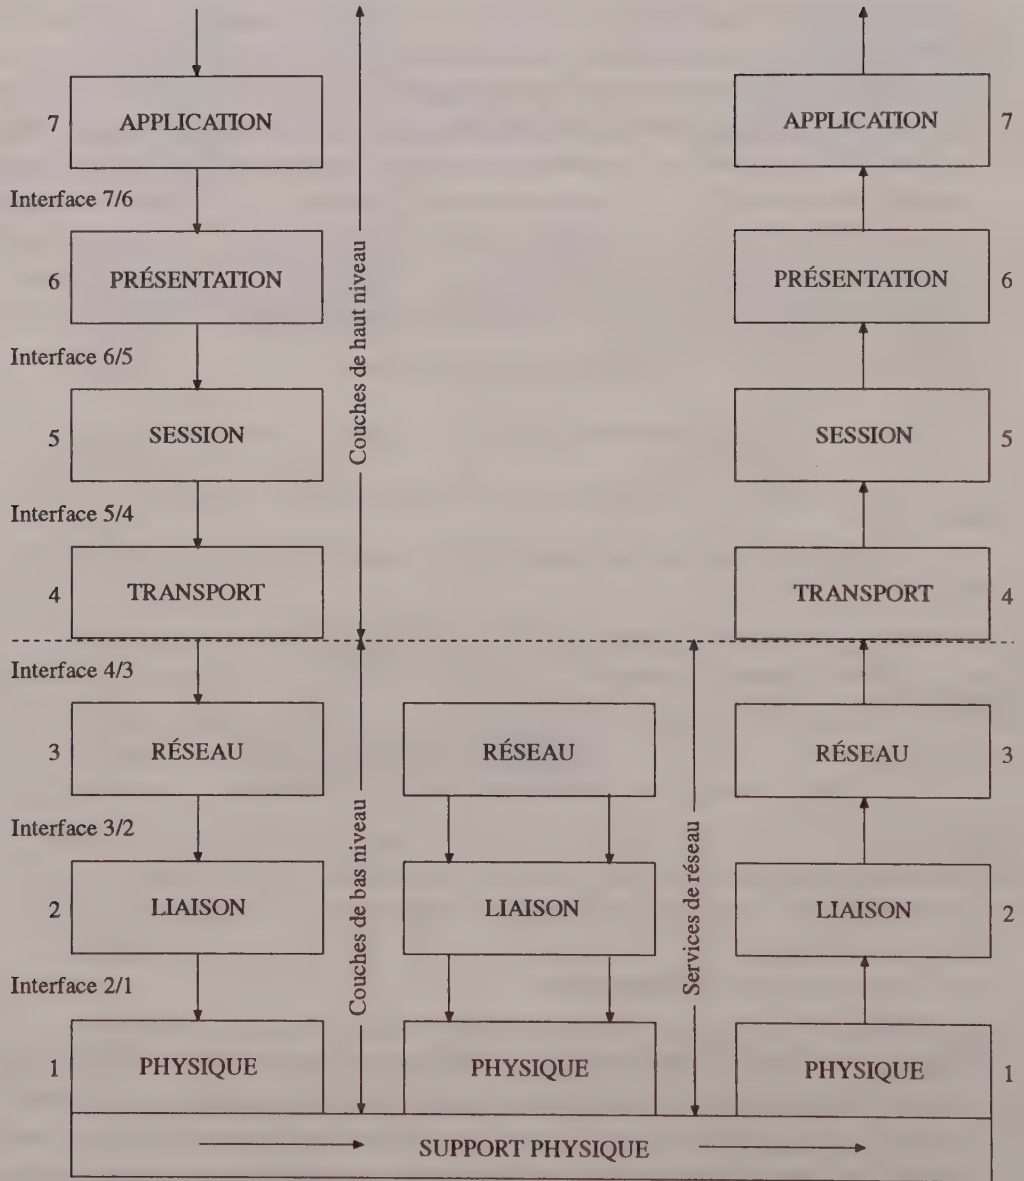 7 APPLICATION
Interface 7/6
6 PRÉSENTATION
Interface 6/5
5 SESSION
Interface 5/4
4 TRANSPORT
Interface 4/3
3 RÉSEAU
Interface 3/2
2 LIAISON
Interface 2/1
1 PHYSIQUE
Couches de haut niveau
Couches de bas niveau
RÉSEAU
LIAISON
PHYSIQUE
Services de réseau
APPLICATION 7
PRÉSENTATION 6
SESSION 5
TRANSPORT 4
RÉSEAU 3
LIAISON 2
PHYSIQUE 1
SUPPORT PHYSIQUE